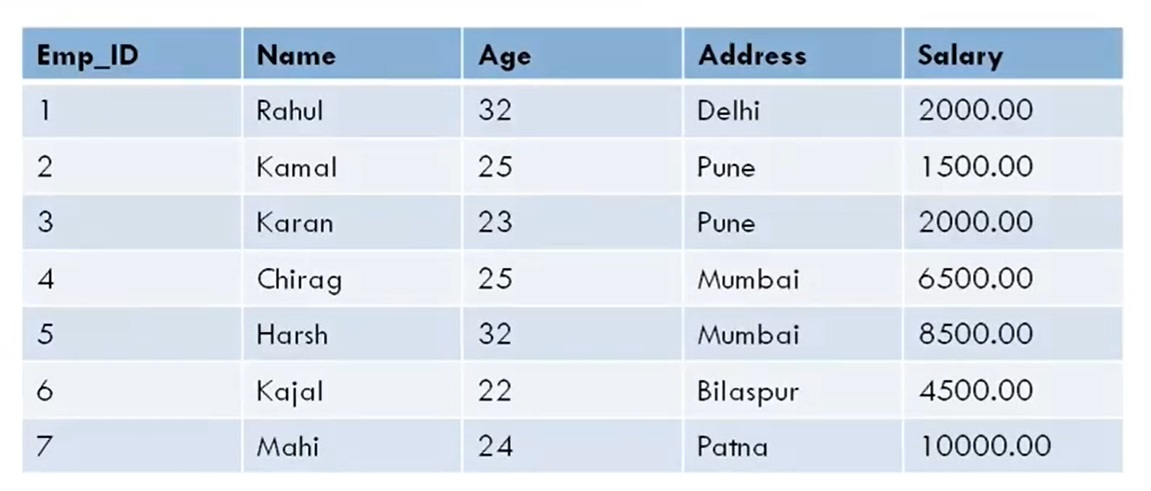 Emp_ID Name Age Address Salary
1 Rahul 32 Delhi 2000.00
2 Kamal 25 Pune 1500.00
3 Karan 23 Pune 2000.00
4 Chirag 25 Mumbai 6500.00
5 Harsh 32 Mumbai 8500.00
6 Kajal 22 Bilaspur 4500.00
7 Mahi 24 Patna 10000.00